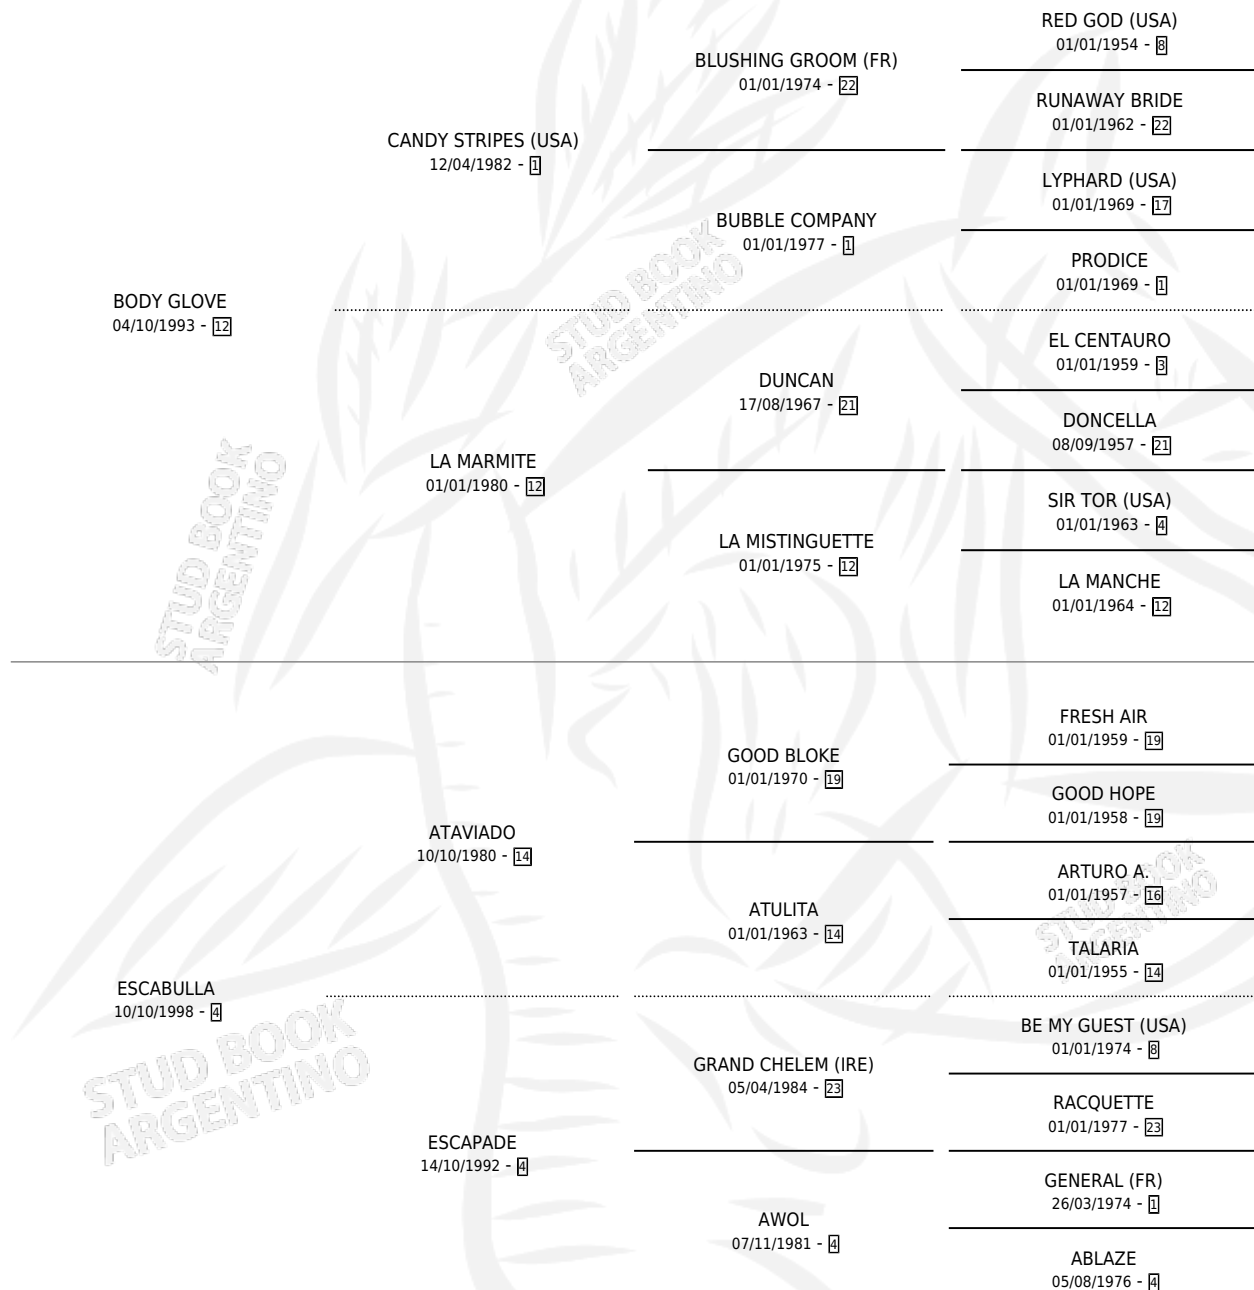 RED GOD (USA)
01/01/1954 - 8
BLUSHING GROOM (FR)
01/01/1974 - 22
RUNAWAY BRIDE
01/01/1962 - 22
CANDY STRIPES (USA)
12/04/1982 - 1
LYPHARD (USA)
01/01/1969 - 17
BUBBLE COMPANY
01/01/1977 - 1
PRODICE
01/01/1969 - 1
BODY GLOVE
04/10/1993 - 12
EL CENTAURO
01/01/1959 - 3
DUNCAN
17/08/1967 - 21
DONCELLA
08/09/1957 - 21
LA MARMITE
01/01/1980 - 12
SIR TOR (USA)
01/01/1963 - 4
LA MISTINGUETTE
01/01/1975 - 12
LA MANCHE
01/01/1964 - 12
FRESH AIR
01/01/1959 - 19
GOOD BLOKE
01/01/1970 - 19
GOOD HOPE
01/01/1958 - 19
ATAVIADO
10/10/1980 - 14
ARTURO A.
01/01/1957 - 16
ATULITA
01/01/1963 - 14
TALARIA
01/01/1955 - 14
ESCABULLA
10/10/1998 - 4
BE MY GUEST (USA)
01/01/1974 - 8
GRAND CHELEM (IRE)
05/04/1984 - 23
RACQUETTE
01/01/1977 - 23
ESCAPADE
14/10/1992 - 4
GENERAL (FR)
26/03/1974 - 1
AWOL
07/11/1981 - 4
ABLAZE
05/08/1976 - 4
STUD BOOK
ARGENTINO
STUD BOOK
ARGENTINO
STUD BOOK
ARGENTINO
STUD BOOK
ARGENTINO